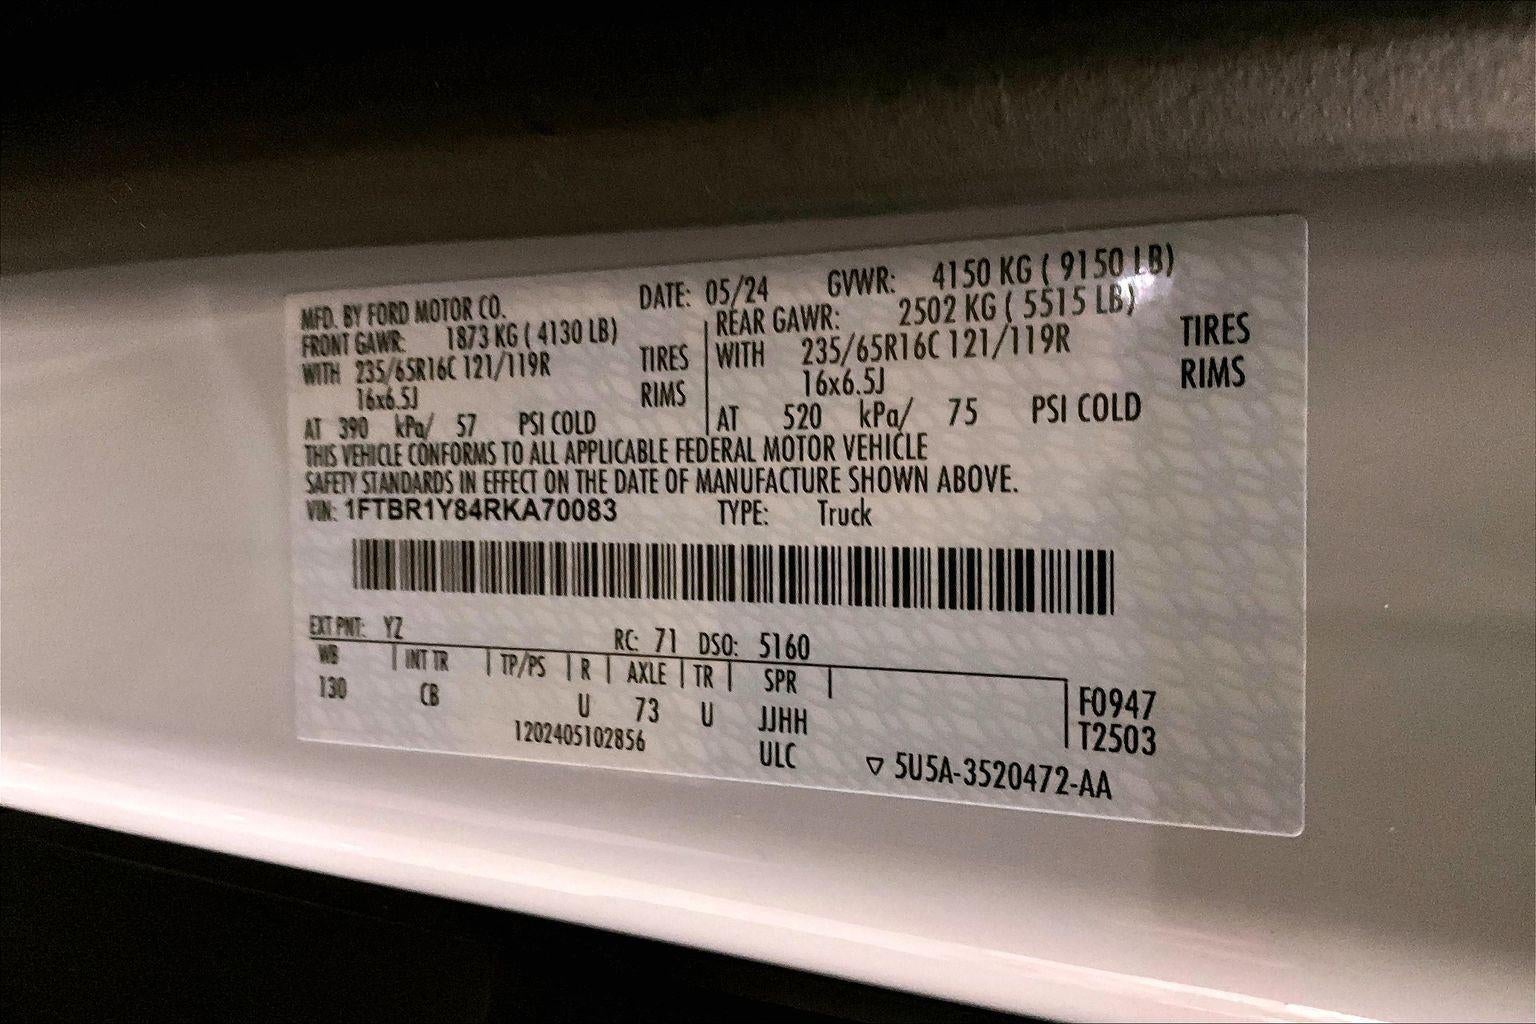 MFD. BY FORD MOTOR CO. DATE: 05/24 GVWR: 4150 KG ( 9150 LB)
FRONT GAWR: 1873 KG ( 4130 LB) REAR GAWR: 2502 KG ( 5515 LB)
WITH 235/65R16C 121/119R TIRES WITH 235/65R16C 121/119R TIRES
16x6.5J RIMS 16x6.5J RIMS
AT 390 kPa/ 57 PSI COLD AT 520 kPa/ 75 PSI COLD
THIS VEHICLE CONFORMS TO ALL APPLICABLE FEDERAL MOTOR VEHICLE
SAFETY STANDARDS IN EFFECT ON THE DATE OF MANUFACTURE SHOWN ABOVE.
VIN: 1FTBR1Y84RKA70083 TYPE: Truck
EXT PNT: YZ RC: 71 DSO: 5160
WB INT TR TP/PS R AXLE TR SPR
130 CB U 73 U JJHH F0947
1202405102856 ULC T2503
▽ 5U5A-3520472-AA